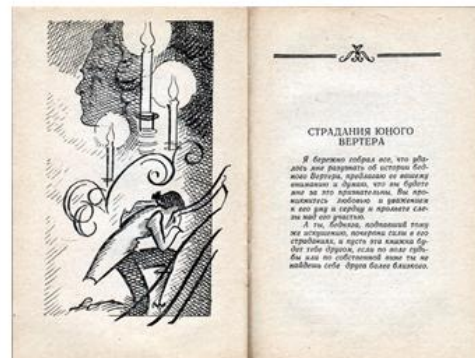 СТРАДАНИЯ ЮНОГО
ВЕРТЕРА
Я бережно собрал все, что уда-
лось мне разузнать об истории бед-
ного Вертера, предлагаю ее вашему
вниманию и думаю, что вы будете
мне за это признательны. Вы про-
никнетесь любовью и уважением
к его уму и сердцу и прольете сле-
зы над его участью.
А ты, бедняга, подпавший тому
же искушению, почерпни силы в его
страданиях, и пусть эта книжка бу-
дет тебе другом, если по воле судь-
бы или по собственной вине ты не
найдешь себе друга более близкого.